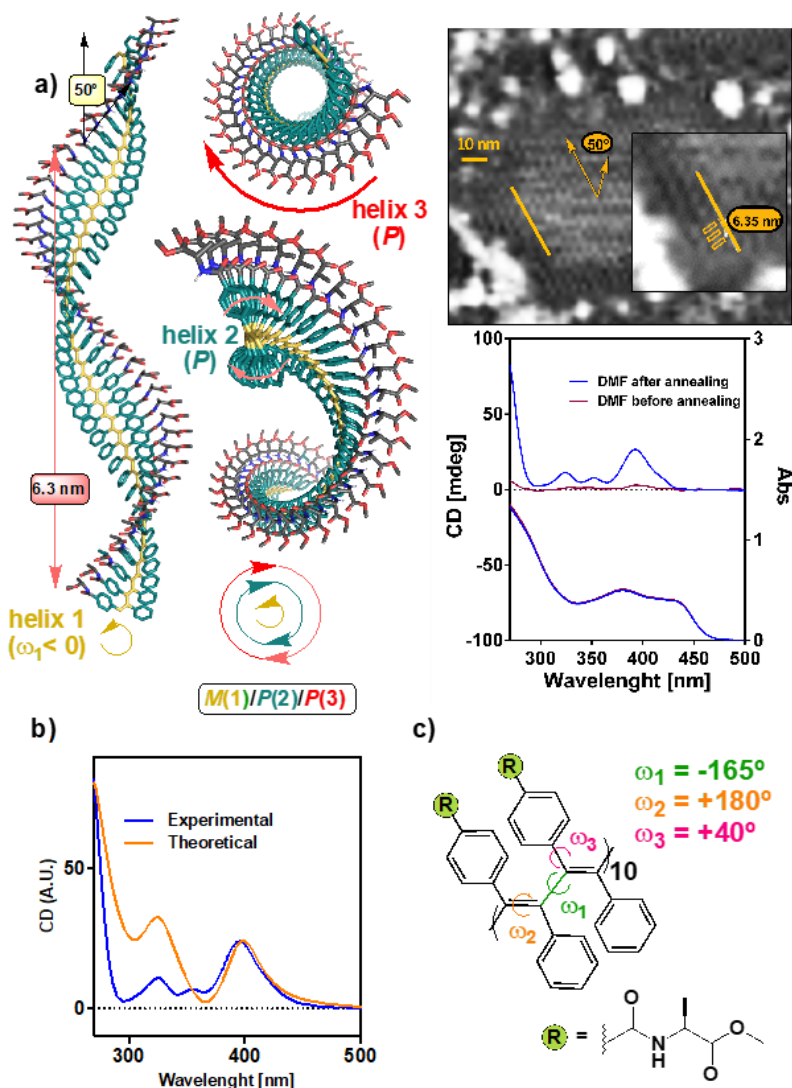 a)
50º
6.3 nm
helix 1
(ω₁< 0)
helix 3
(P)
helix 2
(P)
M(1)/P(2)/P(3)
10 nm
50º
6.35 nm
100
50
0
-50
-100
CD [mdeg]
DMF after annealing
DMF before annealing
3
2
1
0
Abs
300 350 400 450 500
Wavelenght [nm]
b)
Experimental
Theoretical
50
0
CD (A.U.)
300 400 500
Wavelenght [nm]
c)
ω₁ = -165º
ω₂ = +180º
ω₃ = +40º
R
R
ω₃
10
ω₁
ω₂
R =
O
N
H
O
O